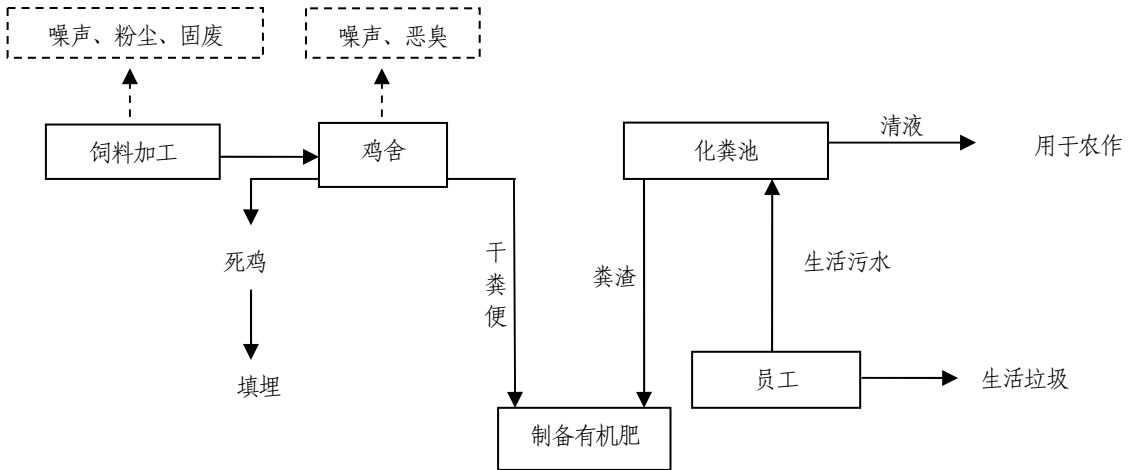 噪声、粉尘、固废
噪声、恶臭
饲料加工
鸡舍
化粪池
清液
用于农作
死鸡
干粪便
粪渣
生活污水
填埋
员工
生活垃圾
制备有机肥